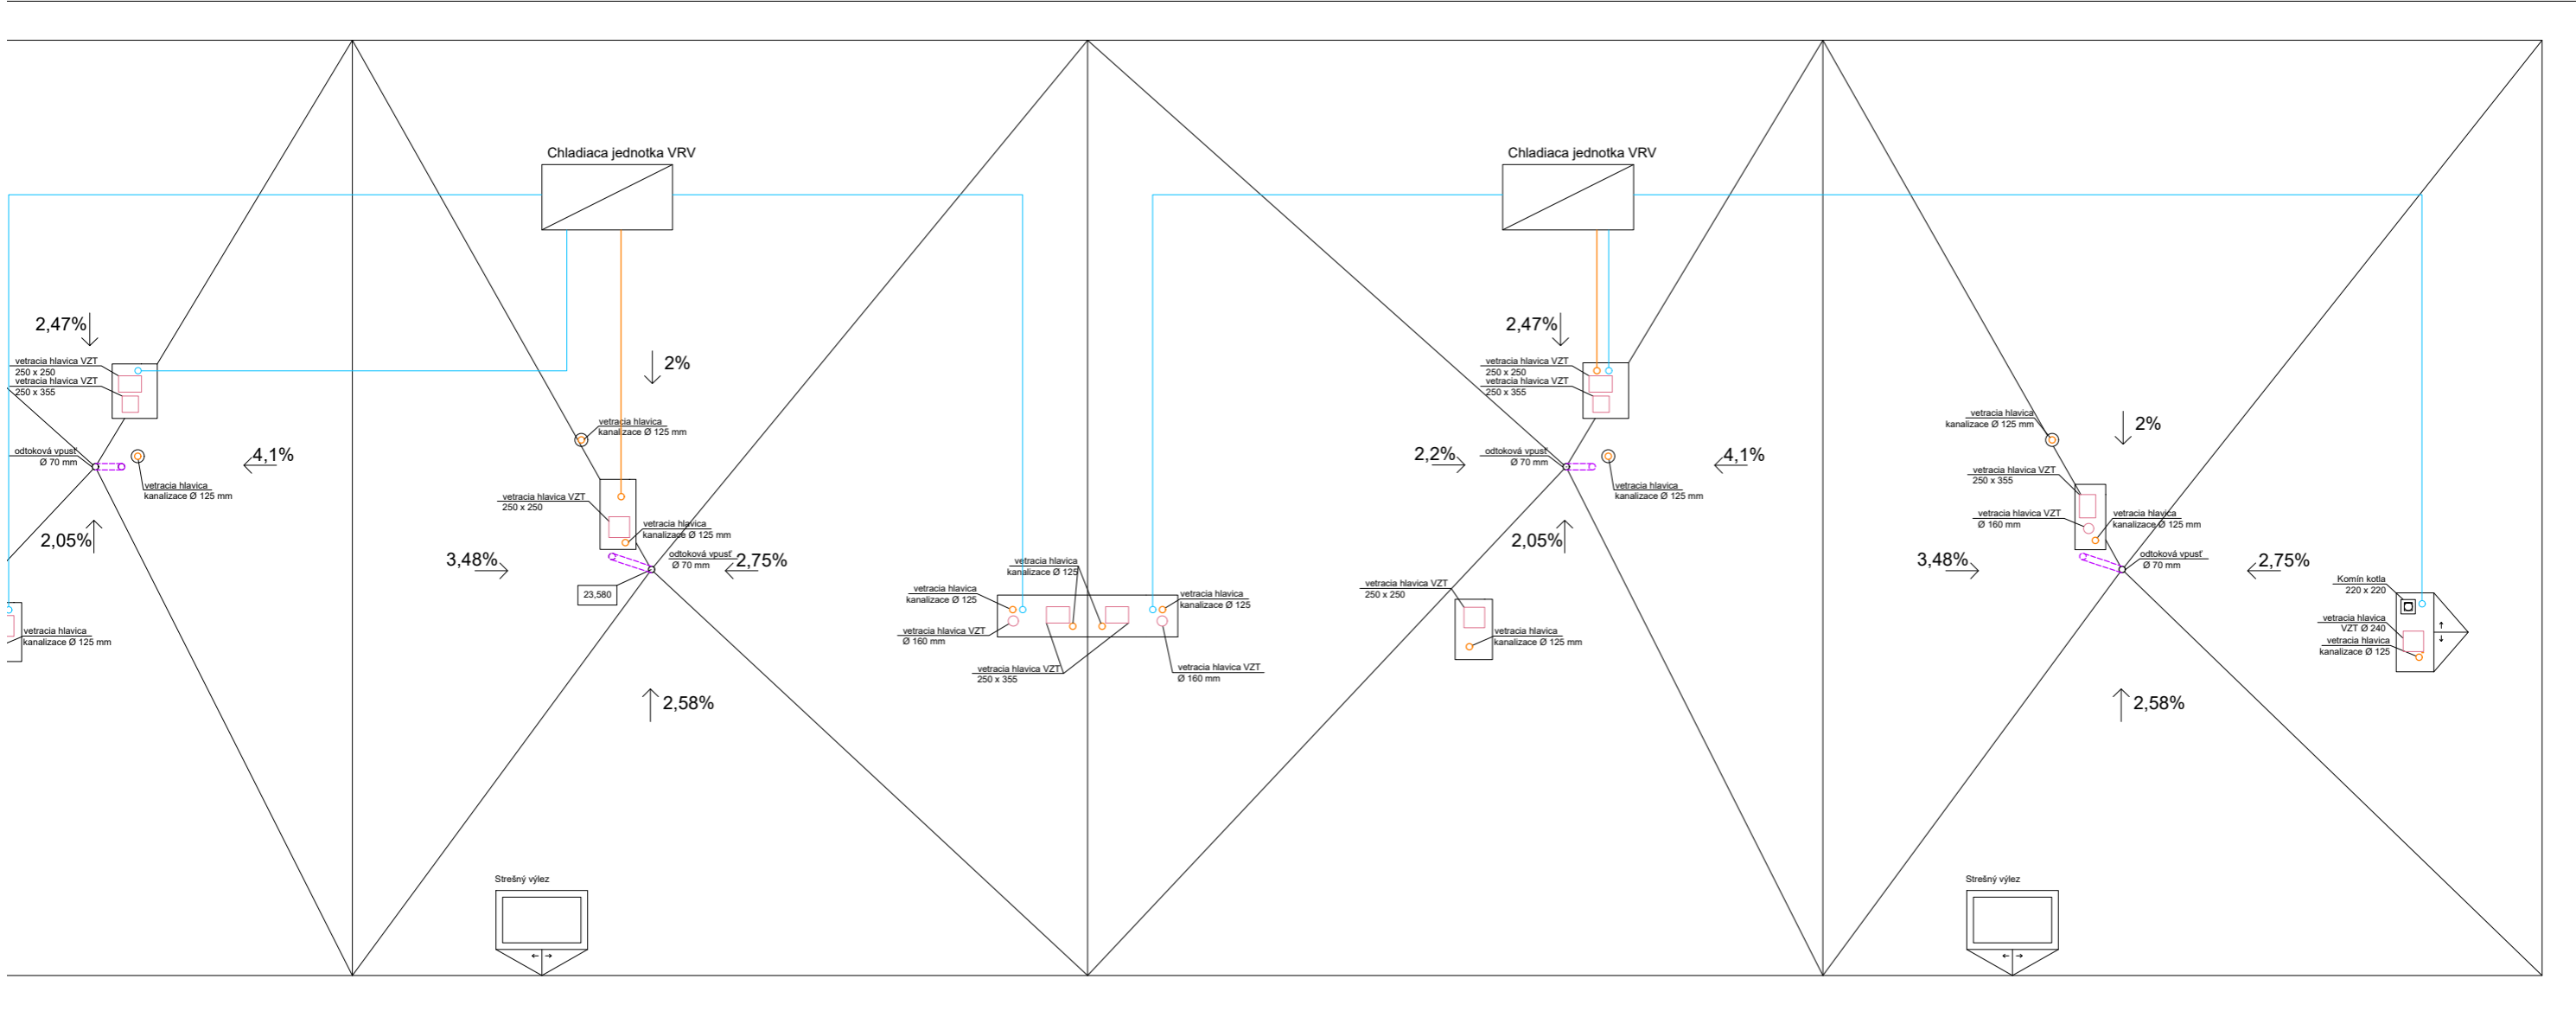 Chladiaca jednotka VRV
Chladiaca jednotka VRV
2,47%
vetracia hlavica VZT
250 x 250
vetracia hlavica VZT
250 x 355
odtoková vpusť
Ø 70 mm
4,1%
vetracia hlavica
kanalizace Ø 125 mm
2,05%
vetracia hlavica
kanalizace Ø 125 mm
2%
vetracia hlavica
kanalizace Ø 125 mm
vetracia hlavica VZT
250 x 250
vetracia hlavica
kanalizace Ø 125 mm
odtoková vpusť
Ø 70 mm
3,48%
2,75%
23,580
2,58%
Strešný výlez
vetracia hlavica
kanalizace Ø 125
vetracia hlavica
kanalizace Ø 125
vetracia hlavica
kanalizace Ø 125
vetracia hlavica VZT
Ø 160 mm
vetracia hlavica VZT
250 x 355
vetracia hlavica VZT
Ø 160 mm
2,47%
vetracia hlavica VZT
250 x 250
vetracia hlavica VZT
250 x 355
2,2%
odtoková vpusť
Ø 70 mm
4,1%
vetracia hlavica
kanalizace Ø 125 mm
2,05%
vetracia hlavica VZT
250 x 250
vetracia hlavica
kanalizace Ø 125 mm
vetracia hlavica
kanalizace Ø 125 mm
2%
vetracia hlavica VZT
250 x 355
vetracia hlavica VZT
Ø 160 mm
vetracia hlavica
kanalizace Ø 125 mm
odtoková vpusť
Ø 70 mm
3,48%
2,75%
2,58%
Komín kotla
220 x 220
vetracia hlavica
VZT Ø 240
vetracia hlavica
kanalizace Ø 125
Strešný výlez